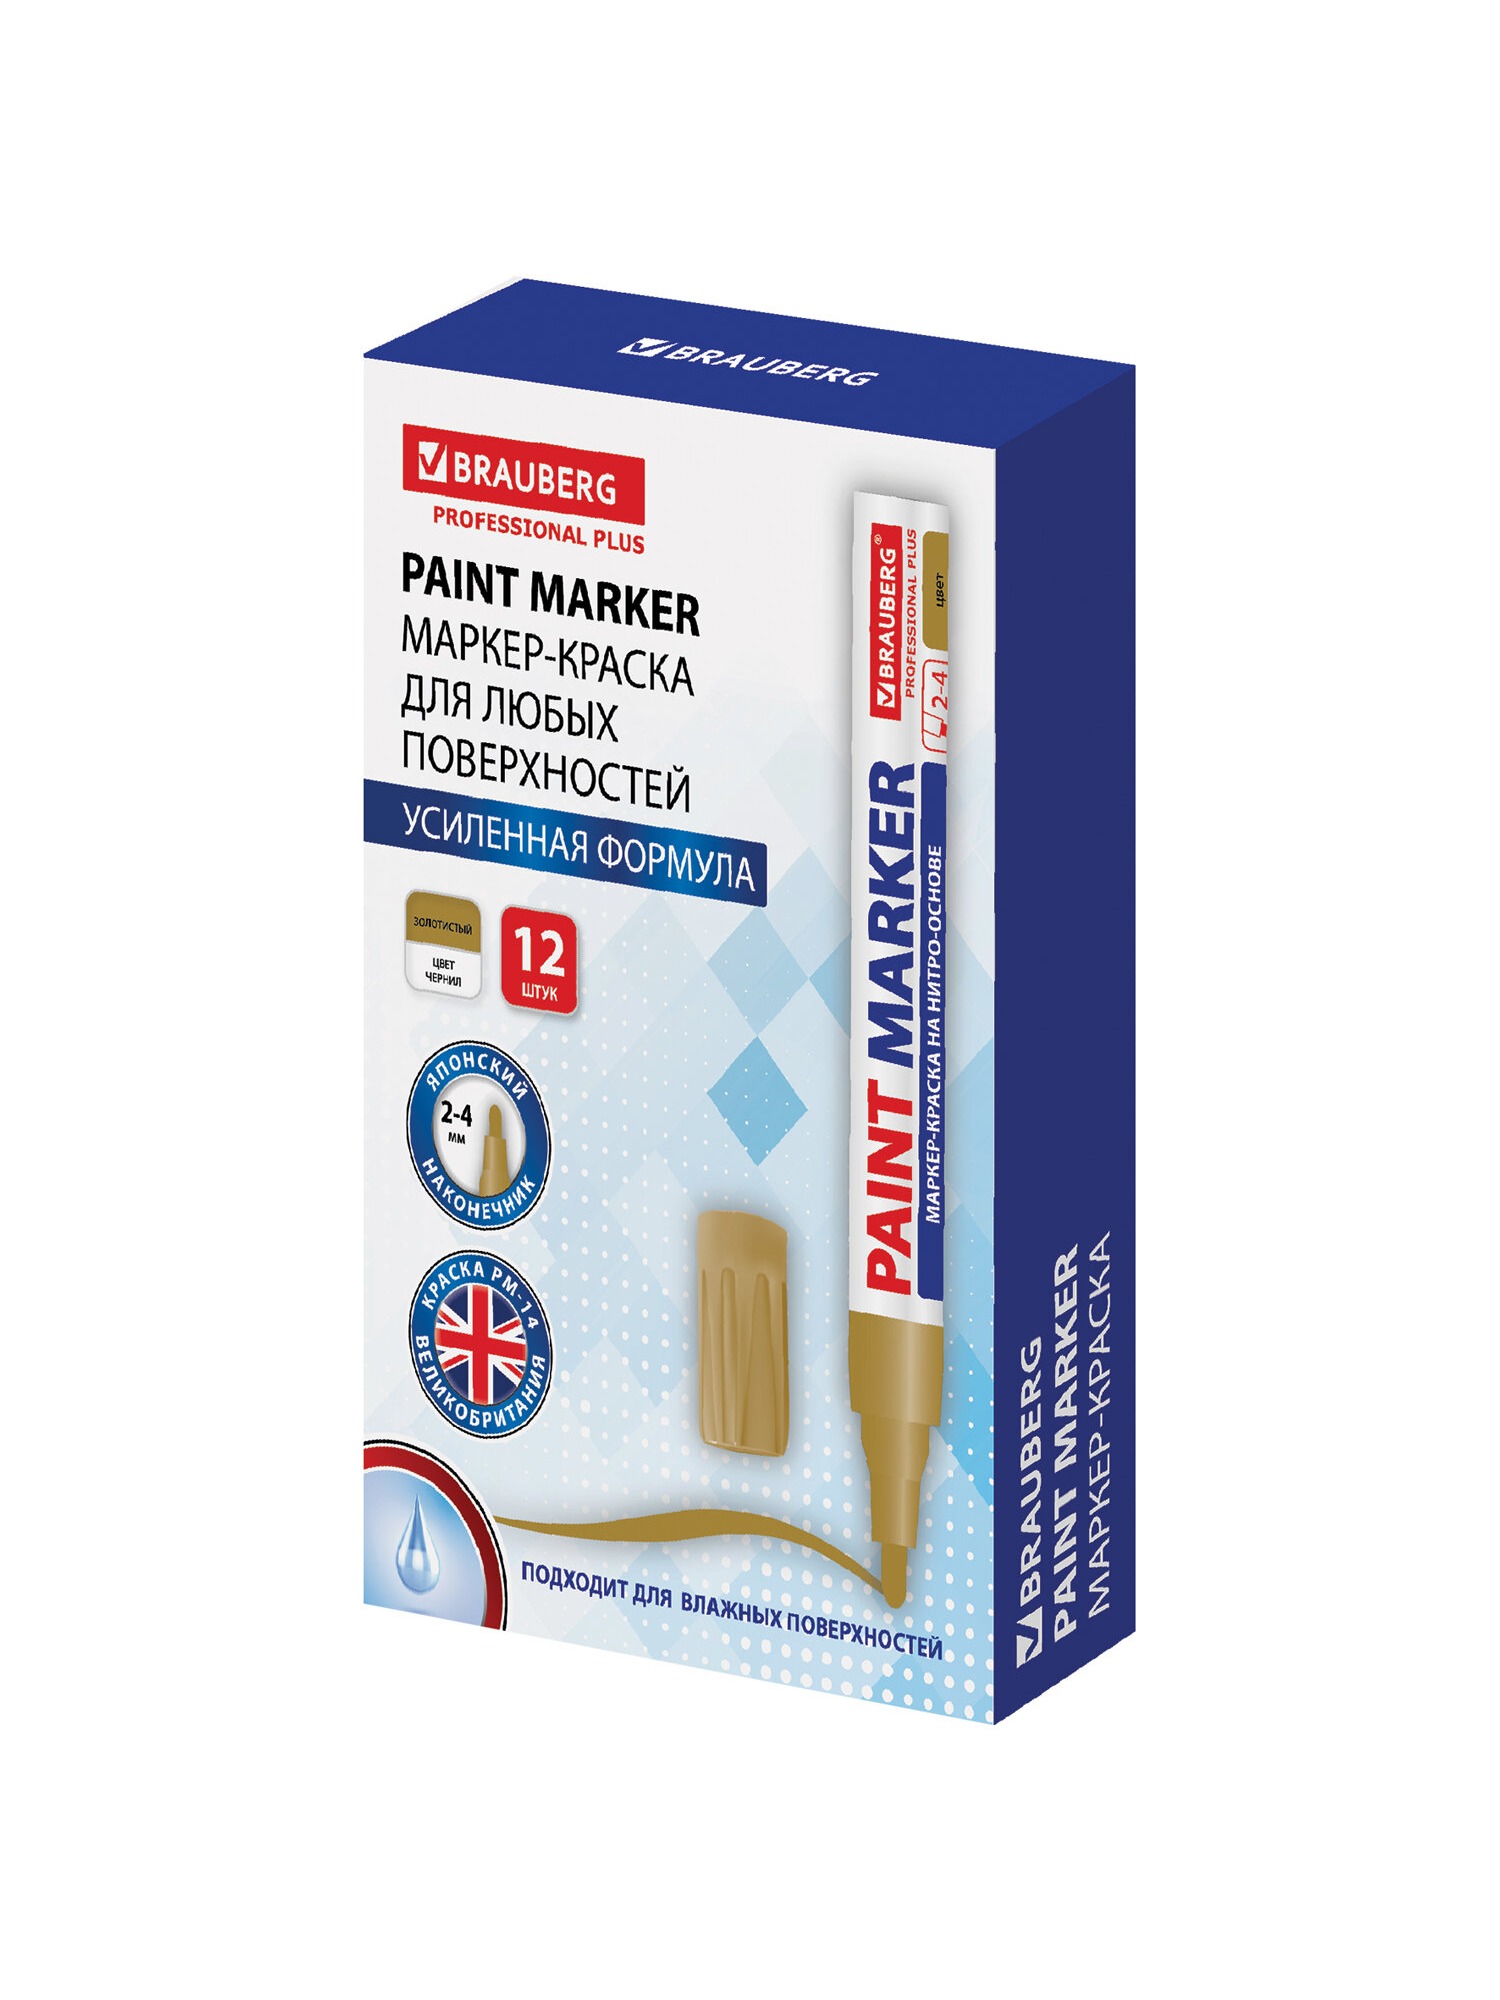 BRAUBERG
BRAUBERG
PROFESSIONAL PLUS
PAINT MARKER
МАРКЕР-КРАСКА
ДЛЯ ЛЮБЫХ
ПОВЕРХНОСТЕЙ
УСИЛЕННАЯ ФОРМУЛА
ЗОЛОТИСТЫЙ
ЦВЕТ
ЧЕРНИЛ
12
ШТУК
ЯПОНСКИЙ
2-4
мм
НАКОНЕЧНИК
КРАСКА PM-14
ВЕЛИКОБРИТАНИЯ
ПОДХОДИТ ДЛЯ ВЛАЖНЫХ ПОВЕРХНОСТЕЙ
BRAUBERG®
PROFESSIONAL PLUS
цвет
2-4
PAINT MARKER
МАРКЕР-КРАСКА НА НИТРО-ОСНОВЕ
BRAUBERG
PAINT MARKER
МАРКЕР-КРАСКА